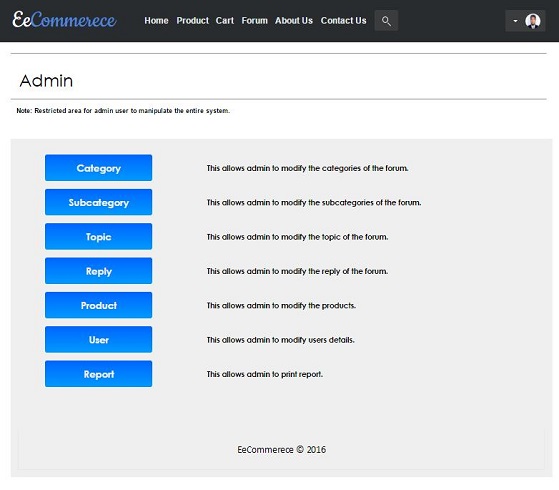 EeCommerece Home Product Cart Forum About Us Contact Us
Admin
Note: Restricted area for admin user to manipulate the entire system.
Category This allows admin to modify the categories of the forum.
Subcategory This allows admin to modify the subcategories of the forum.
Topic This allows admin to modify the topic of the forum.
Reply This allows admin to modify the reply of the forum.
Product This allows admin to modify the products.
User This allows admin to modify users details.
Report This allows admin to print report.
EeCommerece © 2016